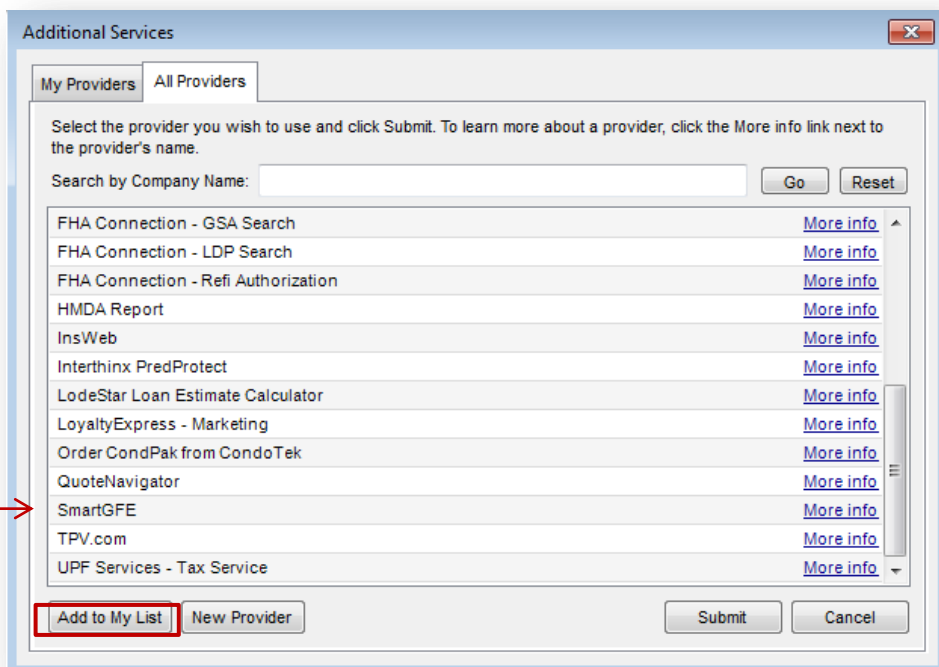 Additional Services
My Providers All Providers
Select the provider you wish to use and click Submit. To learn more about a provider, click the More info link next to
the provider's name.
Search by Company Name: Go Reset
FHA Connection - GSA Search More info
FHA Connection - LDP Search More info
FHA Connection - Refi Authorization More info
HMDA Report More info
InsWeb More info
Interthinx PredProtect More info
LodeStar Loan Estimate Calculator More info
LoyaltyExpress - Marketing More info
Order CondPak from CondoTek More info
QuoteNavigator More info
SmartGFE More info
TPV.com More info
UPF Services - Tax Service More info
Add to My List New Provider Submit Cancel